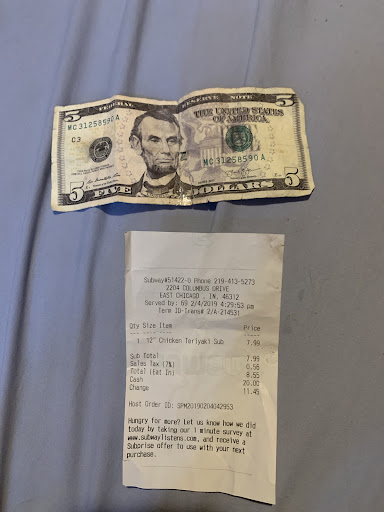 FEDERAL RESERVE NOTE
5
5
THE UNITED STATES
OF AMERICA
MC 31258590 A
C3
MC 31258590 A
5
FIVE DOLLARS
5
Subway#51422-0 Phone 219-413-5273
2204 COLUMBUS DRIVE
EAST CHICAGO , IN, 46312
Served by: 69 2/4/2019 4:29:53 pm
Term ID-Trans# 2/A-214531
Qty Size Item Price
1 12" Chicken Teriyaki Sub 7.99
Sub Total 7.99
Sales Tax (7%) 0.56
Total (Eat In) 8.55
Cash 20.00
Change 11.45
Host Order ID: SPM20190204042953
Hungry for more? Let us know how we did
today by taking our 1 minute survey at
www.subwaylistens.com, and receive a
Subprise offer to use with your next
purchase.